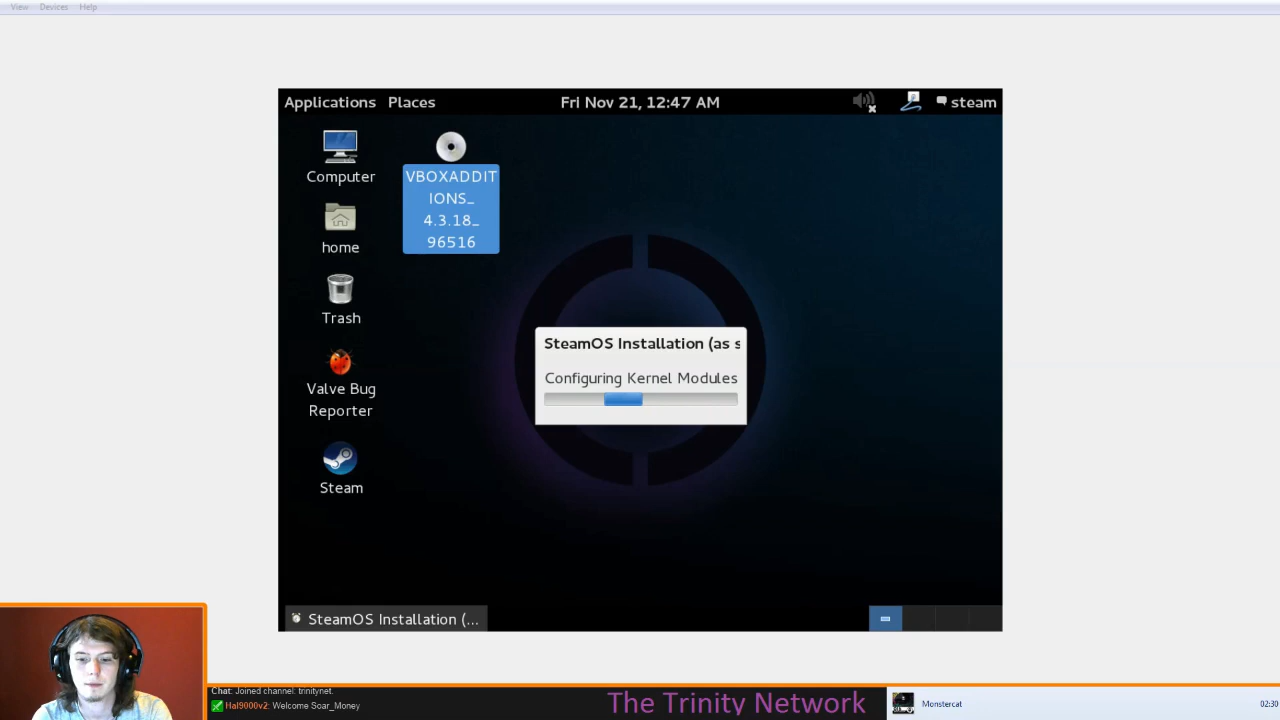 View Devices Help
Applications Places Fri Nov 21, 12:47 AM steam
Computer
VBOXADDIT
IONS_
4.3.18_
96516
home
Trash
Valve Bug
Reporter
Steam
SteamOS Installation (as s
Configuring Kernel Modules
SteamOS Installation (...
Chat: Joined channel: trinitynet.
Hal9000v2: Welcome Soar_Money
The Trinity Network
Monstercat
02:30